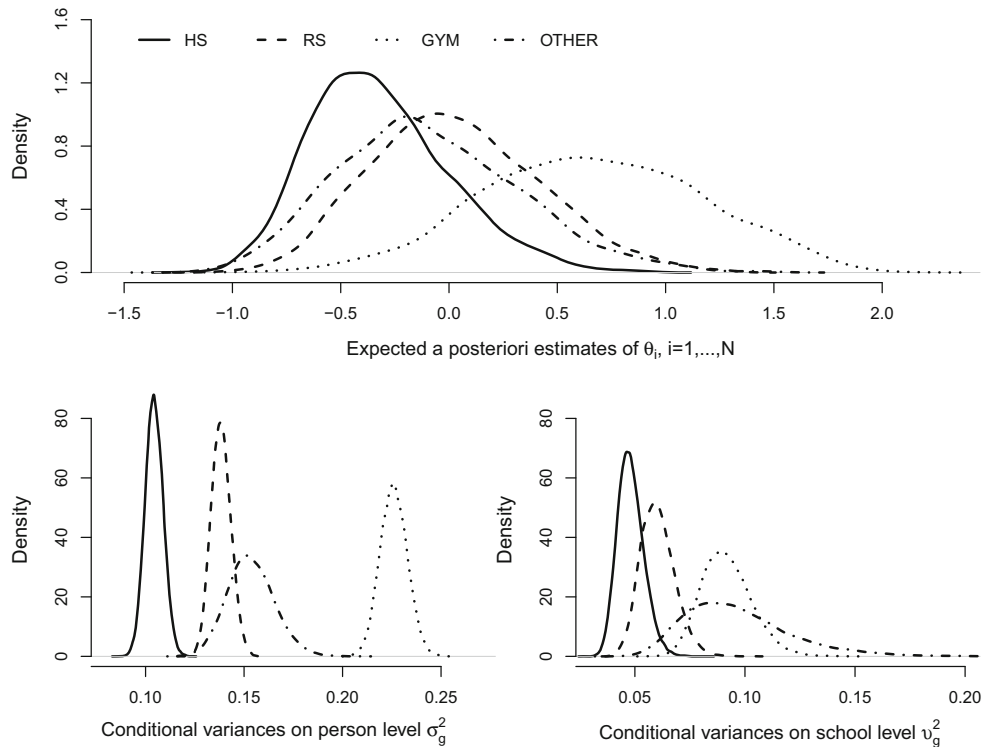 HS RS GYM OTHER
1.6
1.2
0.8
0.4
0.0
Density
−1.5 −1.0 −0.5 0.0 0.5 1.0 1.5 2.0
Expected a posteriori estimates of θᵢ, i=1,...,N
80
60
40
20
0
Density
0.10 0.15 0.20 0.25
Conditional variances on person level σ²g
80
60
40
20
0
Density
0.05 0.10 0.15 0.20
Conditional variances on school level υ²g